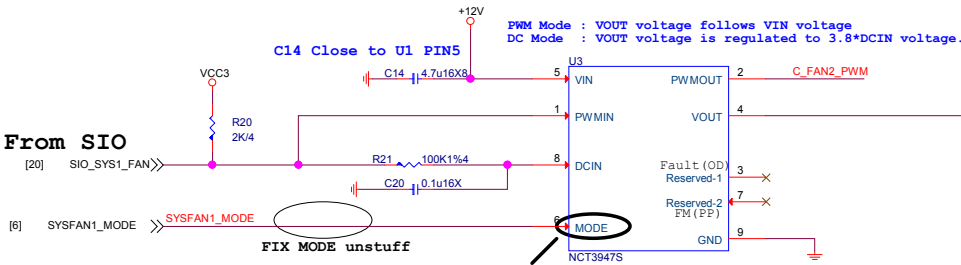 +12V
PWM Mode : VOUT voltage follows VIN voltage
DC Mode : VOUT voltage is regulated to 3.8*DCIN voltage.
C14 Close to U1 PIN5
U3
VCC3
C14 4.7u16X8
5 VIN
PWMOUT 2 C_FAN2_PWM
R20
2K/4
1 PWMIN
VOUT 4
From SIO
[20] SIO_SYS1_FAN
R21 100K1%4
8 DCIN
Fault(OD)
Reserved-1 3
C20 0.1u16X
Reserved-2 7
FM(PP)
[6] SYSFAN1_MODE SYSFAN1_MODE
6 MODE
GND 9
FIX MODE unstuff
NCT3947S